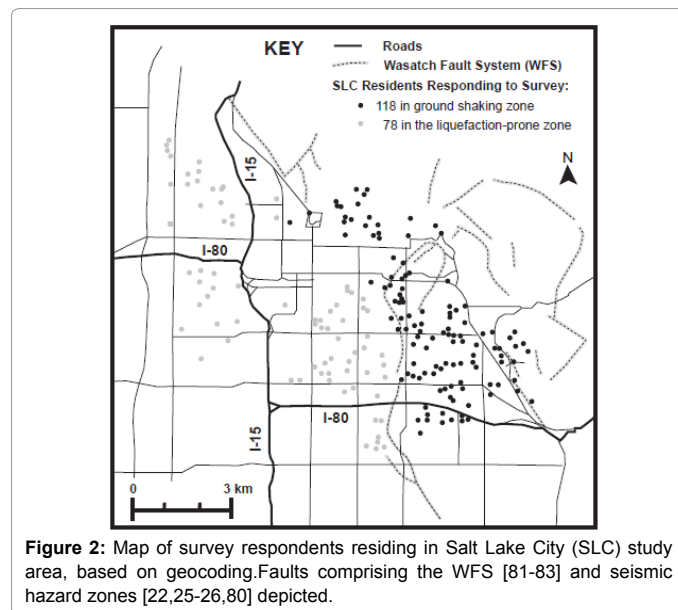 KEY
Roads
Wasatch Fault System (WFS)
SLC Residents Responding to Survey:
118 in ground shaking zone
78 in the liquefaction-prone zone
N
I-15
I-80
I-80
I-15
0 3 km
Figure 2: Map of survey respondents residing in Salt Lake City (SLC) study
area, based on geocoding.Faults comprising the WFS [81-83] and seismic
hazard zones [22,25-26,80] depicted.